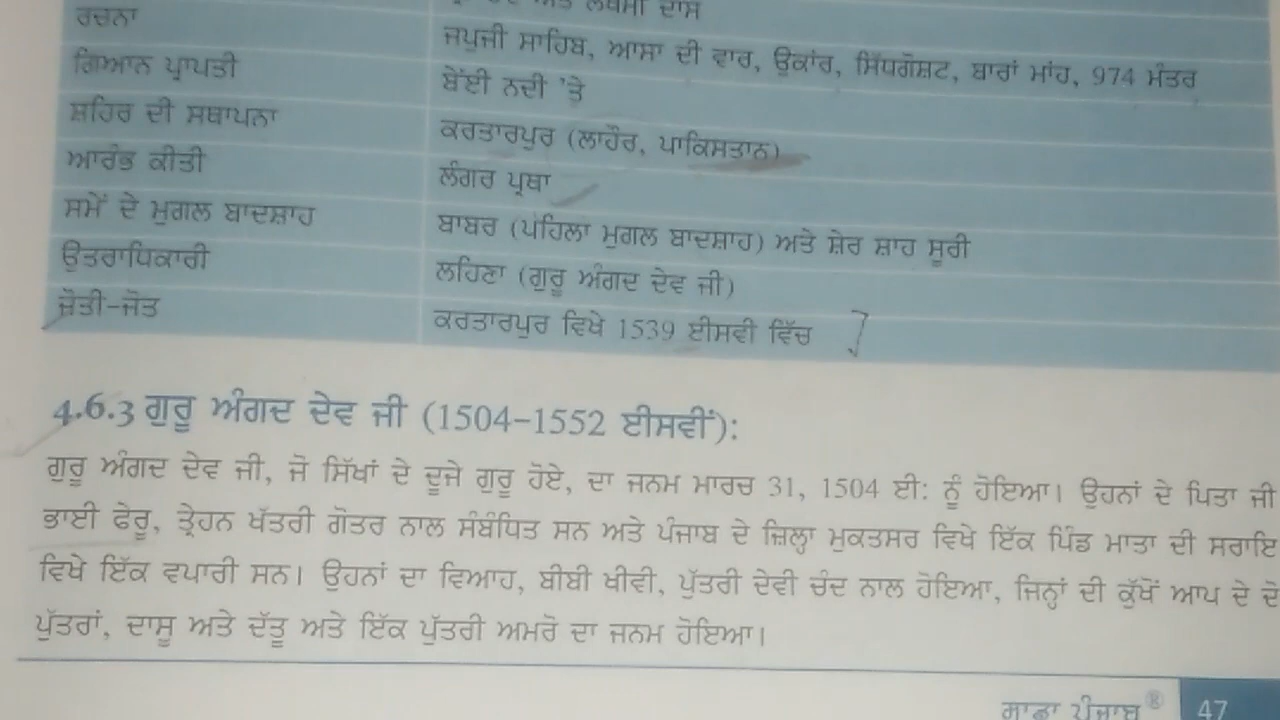 ਰਚਨਾ ਜਪੁਜੀ ਸਾਹਿਬ, ਆਸਾ ਦੀ ਵਾਰ, ਉਕਾਂਰ, ਸਿੱਧਗੋਸ਼ਟ, ਬਾਰਾਂ ਮਾਂਹ, 974 ਮੰਤਰ
ਗਿਆਨ ਪ੍ਰਾਪਤੀ ਬੇਂਈ ਨਦੀ 'ਤੇ
ਸ਼ਹਿਰ ਦੀ ਸਥਾਪਨਾ ਕਰਤਾਰਪੁਰ (ਲਾਹੌਰ, ਪਾਕਿਸਤਾਨ)
ਆਰੰਭ ਕੀਤੀ ਲੰਗਰ ਪ੍ਰਥਾ
ਸਮੇਂ ਦੇ ਮੁਗਲ ਬਾਦਸ਼ਾਹ ਬਾਬਰ (ਪਹਿਲਾ ਮੁਗਲ ਬਾਦਸ਼ਾਹ) ਅਤੇ ਸ਼ੇਰ ਸ਼ਾਹ ਸੂਰੀ
ਉਤਰਾਧਿਕਾਰੀ ਲਹਿਣਾ (ਗੁਰੂ ਅੰਗਦ ਦੇਵ ਜੀ)
ਜੋਤੀ-ਜੋਤ ਕਰਤਾਰਪੁਰ ਵਿਖੇ 1539 ਈਸਵੀ ਵਿੱਚ
4.6.3 ਗੁਰੂ ਅੰਗਦ ਦੇਵ ਜੀ (1504-1552 ਈਸਵੀਂ):
ਗੁਰੂ ਅੰਗਦ ਦੇਵ ਜੀ, ਜੋ ਸਿੱਖਾਂ ਦੇ ਦੂਜੇ ਗੁਰੂ ਹੋਏ, ਦਾ ਜਨਮ ਮਾਰਚ 31, 1504 ਈ: ਨੂੰ ਹੋਇਆ। ਉਹਨਾਂ ਦੇ ਪਿਤਾ ਜੀ
ਭਾਈ ਫੇਰੂ, ਤ੍ਰੇਹਨ ਖੱਤਰੀ ਗੋਤਰ ਨਾਲ ਸੰਬੰਧਿਤ ਸਨ ਅਤੇ ਪੰਜਾਬ ਦੇ ਜ਼ਿਲ੍ਹਾ ਮੁਕਤਸਰ ਵਿਖੇ ਇੱਕ ਪਿੰਡ ਮਾਤਾ ਦੀ ਸਰਾਇ
ਵਿਖੇ ਇੱਕ ਵਪਾਰੀ ਸਨ। ਉਹਨਾਂ ਦਾ ਵਿਆਹ, ਬੀਬੀ ਖੀਵੀ, ਪੁੱਤਰੀ ਦੇਵੀ ਚੰਦ ਨਾਲ ਹੋਇਆ, ਜਿਨ੍ਹਾਂ ਦੀ ਕੁੱਖੋਂ ਆਪ ਦੇ ਦੋ
ਪੁੱਤਰਾਂ, ਦਾਸੂ ਅਤੇ ਦੱਤੂ ਅਤੇ ਇੱਕ ਪੁੱਤਰੀ ਅਮਰੋ ਦਾ ਜਨਮ ਹੋਇਆ।
ਸਾਡਾ ਪੰਜਾਬ® 47